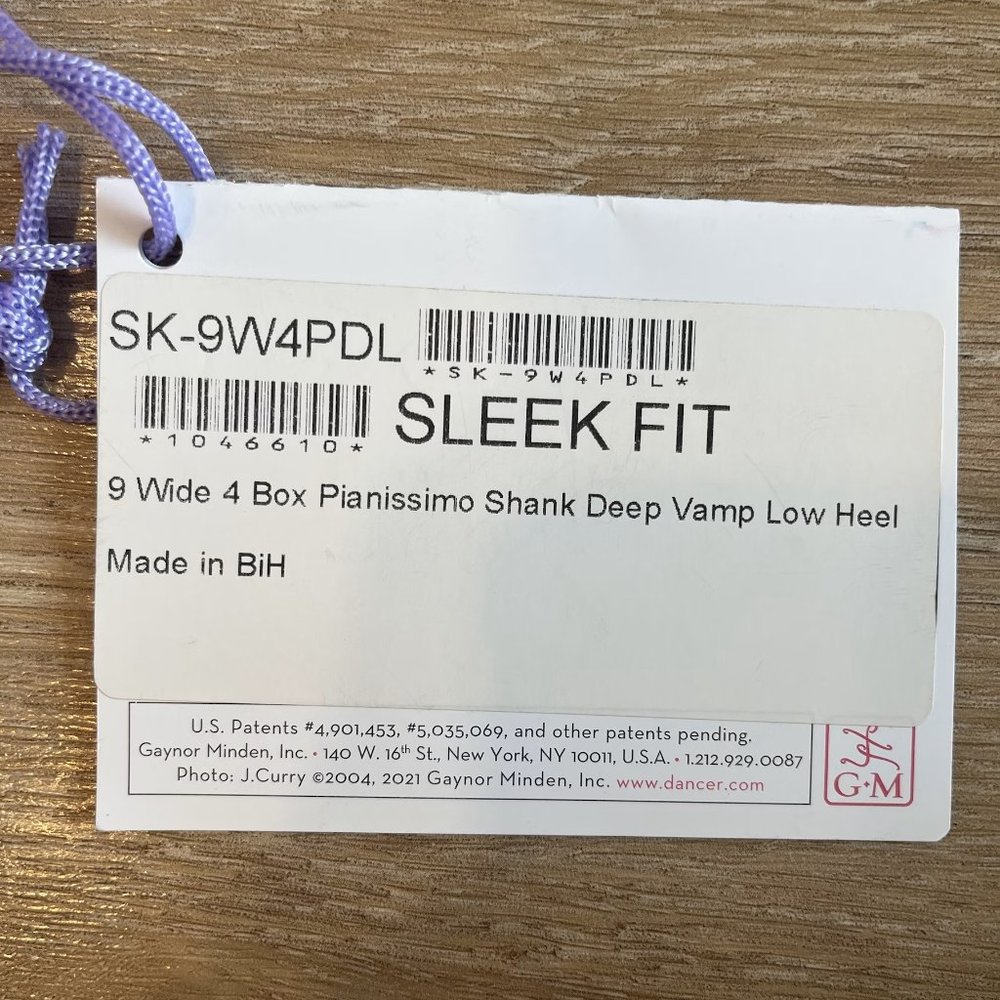 SK-9W4PDL
*SK-9W4PDL*
*1046610*
SLEEK FIT
9 Wide 4 Box Pianissimo Shank Deep Vamp Low Heel
Made in BiH
U.S. Patents #4,901,453, #5,035,069, and other patents pending.
Gaynor Minden, Inc. • 140 W. 16th St., New York, NY 10011, U.S.A. • 1.212.929.0087
Photo: J.Curry ©2004, 2021 Gaynor Minden, Inc. www.dancer.com
G•M